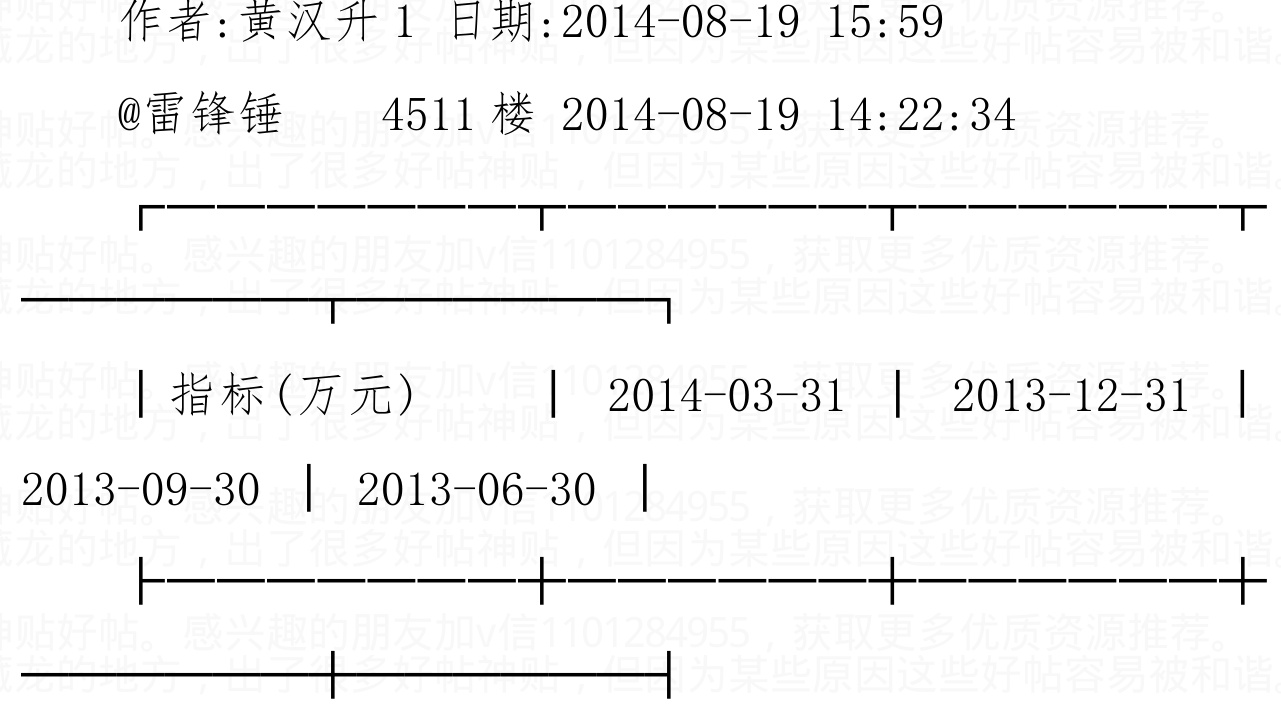 作者:黄汉升1 日期:2014-08-19 15:59
@雷锋锤 4511楼 2014-08-19 14:22:34
指标(万元) | 2014-03-31 | 2013-12-31 |
2013-09-30 | 2013-06-30 |
神贴好帖。感兴趣的朋友加v信1101284955，获取更多优质资源推荐。
藏龙的地方，出了很多好帖神贴，但因为某些原因这些好帖容易被和谐。